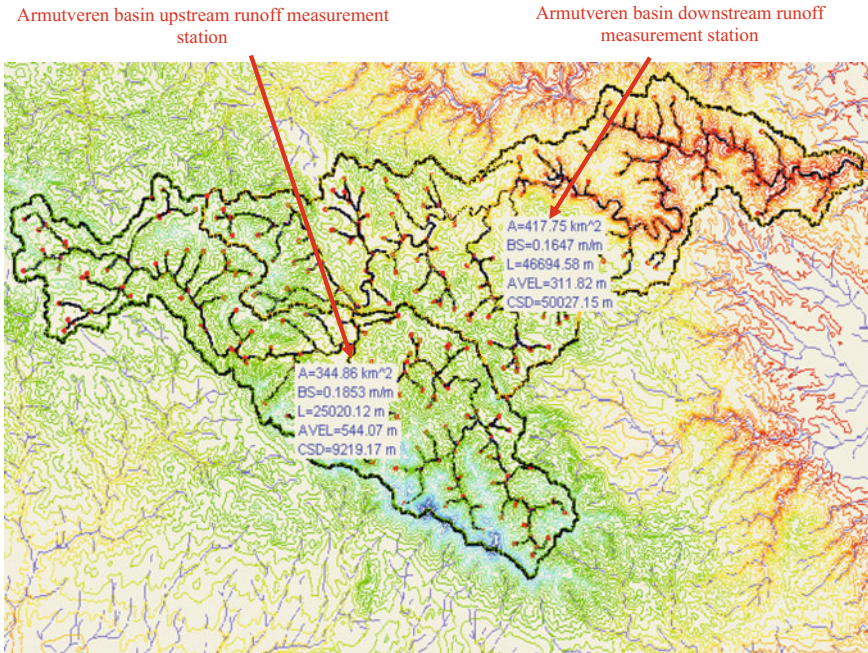 Armutveren basin upstream runoff measurement
station
Armutveren basin downstream runoff
measurement station
A=417.75 km^2
BS=0.1647 m/m
L=46694.58 m
AVEL=311.82 m
CSD=50027.15 m
A=344.86 km^2
BS=0.1853 m/m
L=25020.12 m
AVEL=544.07 m
CSD=9219.17 m